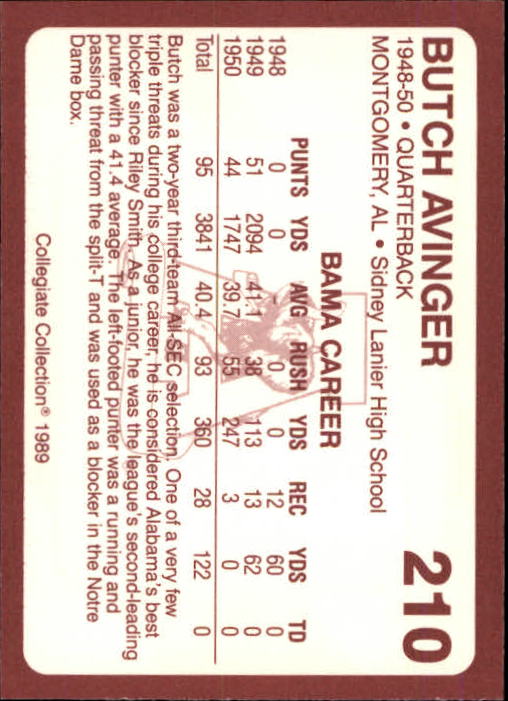 BUTCH AVINGER 210
1948-50 • QUARTERBACK
MONTGOMERY, AL • Sidney Lanier High School
BAMA CAREER
PUNTS YDS AVG RUSH YDS REC YDS TD
1948 0 0 - 0 0 12 60 0
1949 51 2094 41.1 38 113 13 62 0
1950 44 1747 39.7 55 247 3 0 0
Total 95 3841 40.4 93 360 28 122 0
Butch was a two-year third-team All-SEC selection. One of a very few
triple threats during his college career, he is considered Alabama's best
blocker since Riley Smith. As a junior, he was the league's second-leading
punter with a 41.4 average. The left-footed punter was a running and
passing threat from the split-T and was used as a blocker in the Notre
Dame box.
Collegiate Collection® 1989